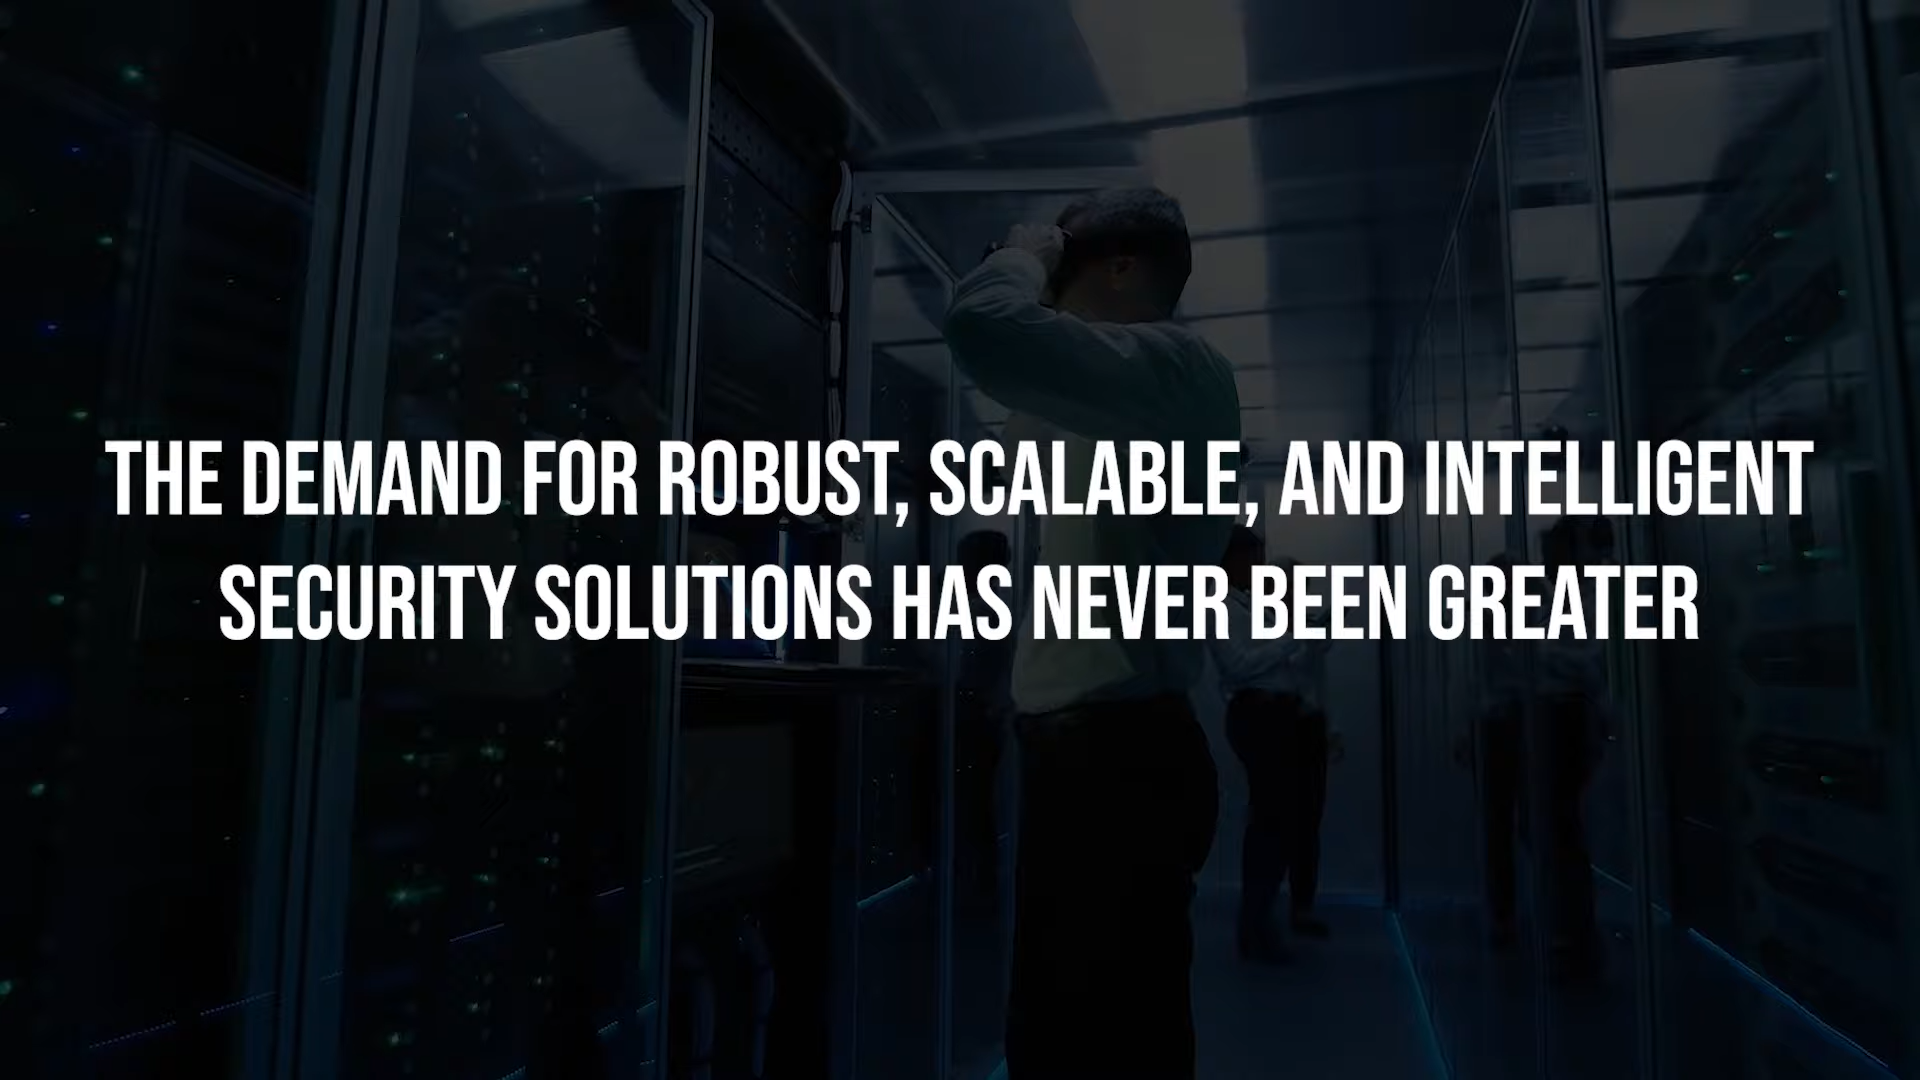 THE DEMAND FOR ROBUST, SCALABLE, AND INTELLIGENT
SECURITY SOLUTIONS HAS NEVER BEEN GREATER